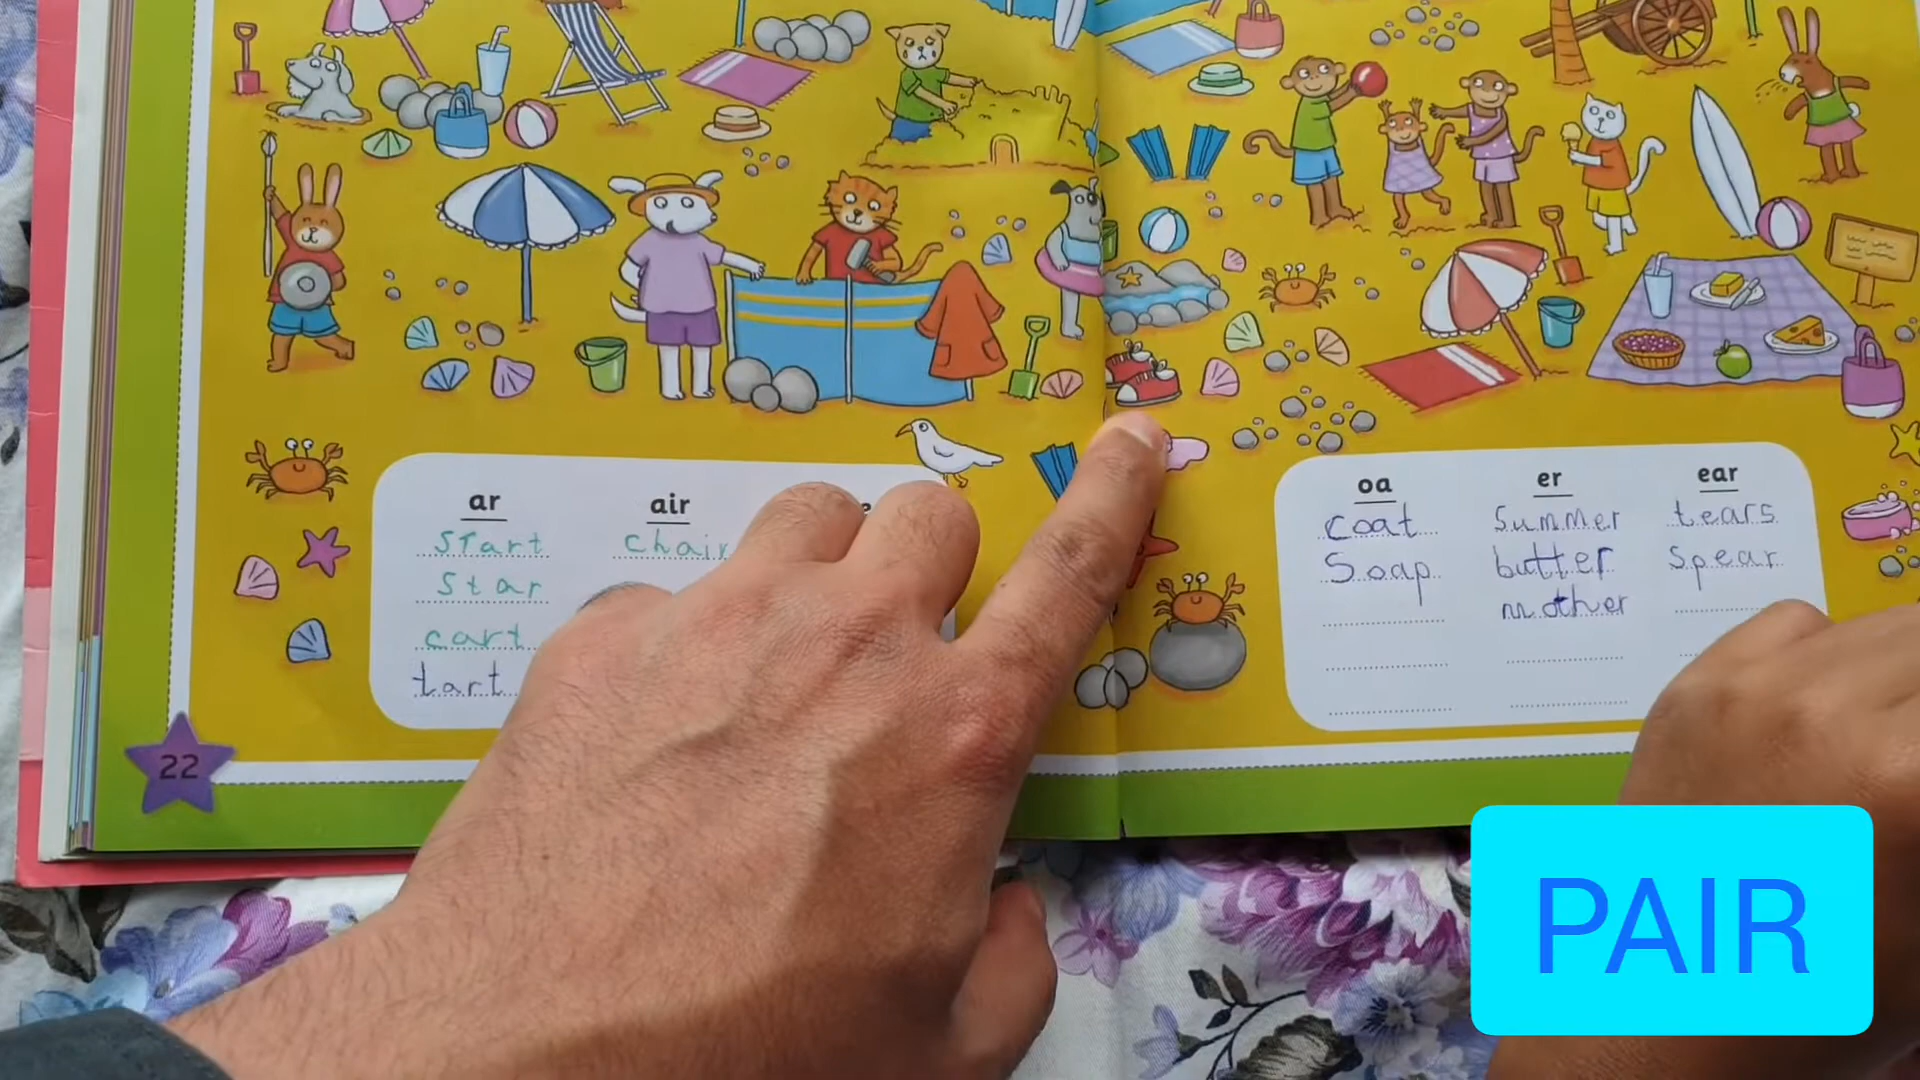 ar
air
start
chair
star
cart
tart
oa
er
ear
coat
summer
tears
Soap
butter
spear
mother
22
PAIR